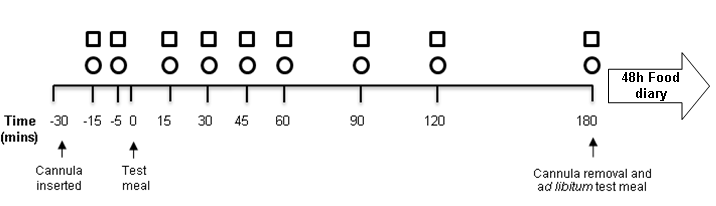 48h Food
diary
Time
(mins)
-30 -15 -5 0 15 30 45 60 90 120 180
Cannula
inserted
Test
meal
Cannula removal and
ad libitum test meal